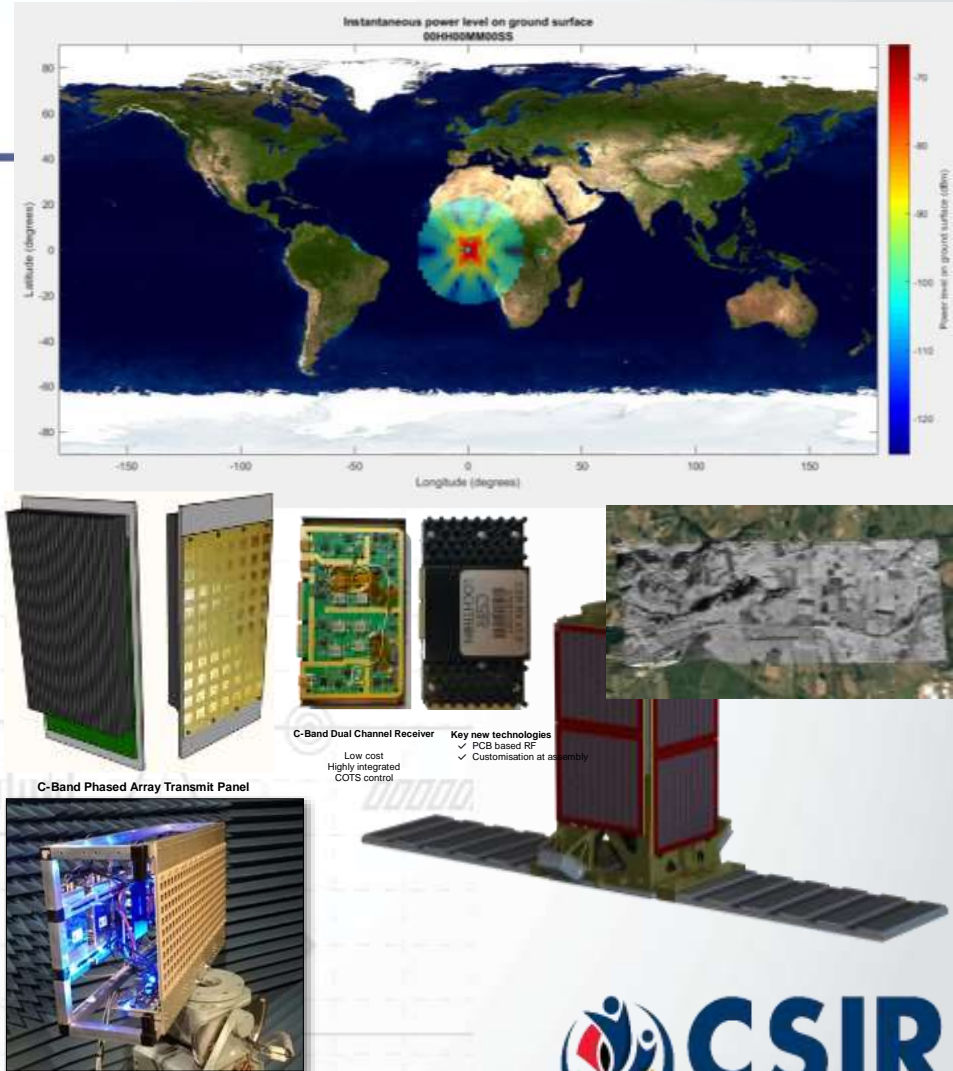 Instantaneous power level on ground surface
00HH00MM00SS
80
60
40
20
0
-20
-40
-60
-80
Latitude (degrees)
-150
-100
-50
0
50
100
150
Longitude (degrees)
-70
-80
-90
-100
-110
-120
Power level on ground surface (dBm)
C-Band Dual Channel Receiver
Low cost
Highly integrated
COTS control
Key new technologies
✓ PCB based RF
✓ Customisation at assembly
C-Band Phased Array Transmit Panel
CSIR